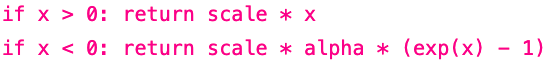 if x > 0: return scale * x
if x < 0: return scale * alpha * (exp(x) - 1)